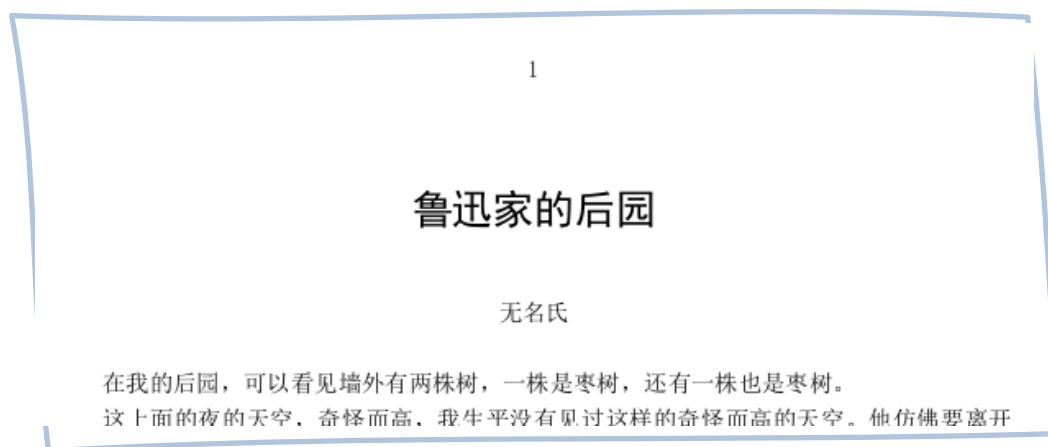 1
鲁迅家的后园
无名氏
在我的后园，可以看见墙外有两株树，一株是枣树，还有一株也是枣树。
这上面的夜的天空，奇怪而高，我生平没有见过这样的奇怪而高的天空。他仿佛要离开